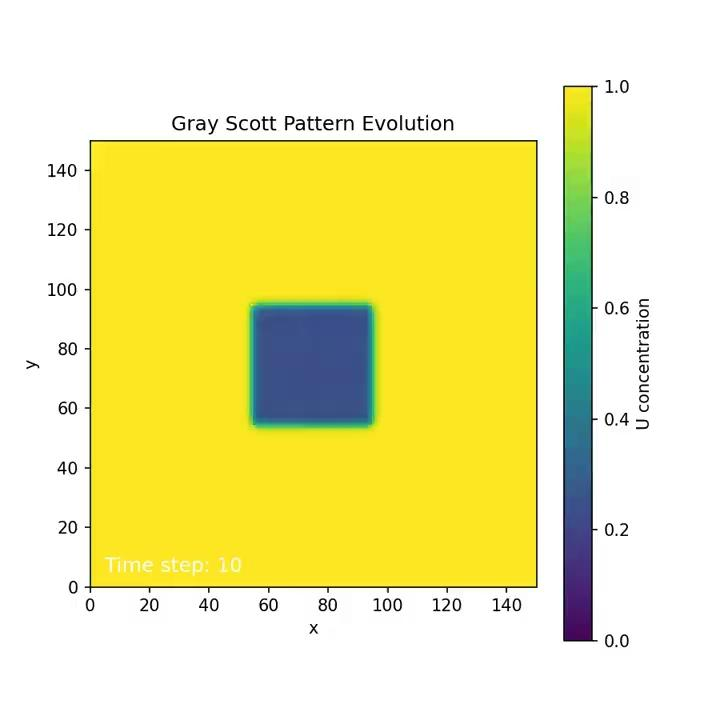 Gray Scott Pattern Evolution
140
120
100
80
60
40
20
0
y
Time step: 10
0 20 40 60 80 100 120 140
x
1.0
0.8
0.6
0.4
0.2
0.0
U concentration